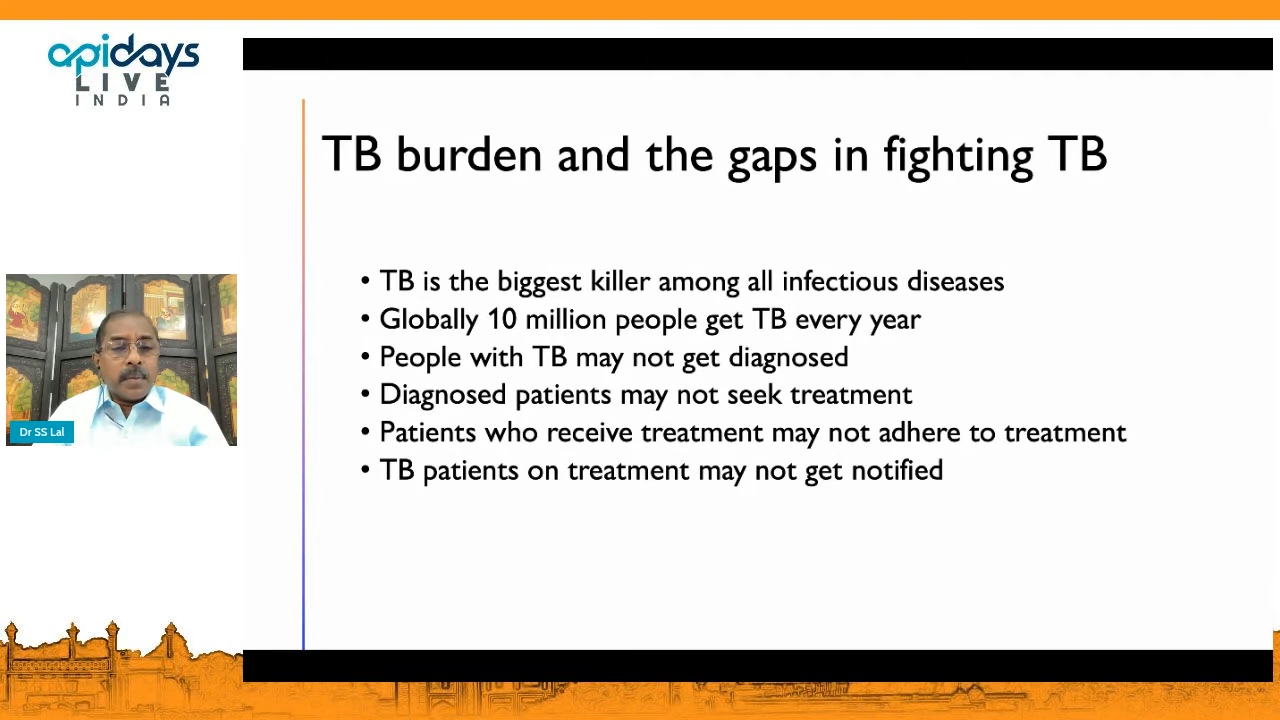 apidays
LIVE
INDIA
TB burden and the gaps in fighting TB
• TB is the biggest killer among all infectious diseases
• Globally 10 million people get TB every year
• People with TB may not get diagnosed
• Diagnosed patients may not seek treatment
• Patients who receive treatment may not adhere to treatment
• TB patients on treatment may not get notified
Dr SS Lal